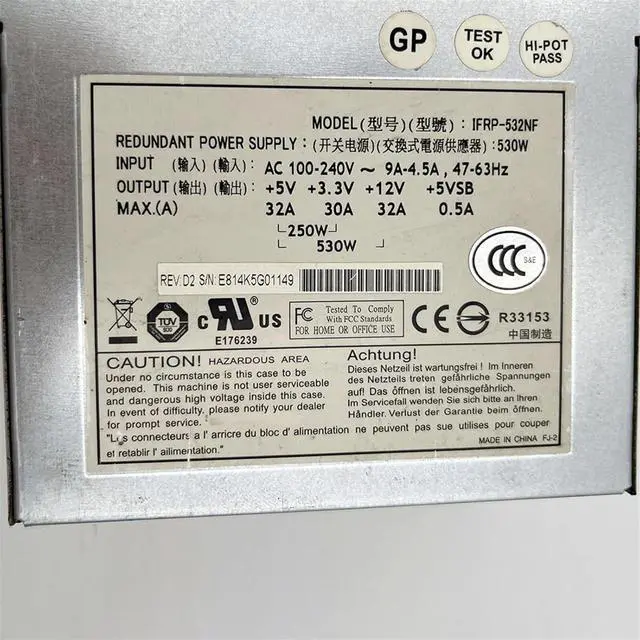 GP
TEST
OK
HI-POT
PASS
MODEL(型号)(型號): IFRP-532NF
REDUNDANT POWER SUPPLY: (开关电源)(交換式電源供應器):530W
INPUT (输入)(輸入): AC 100-240V ~ 9A-4.5A, 47-63Hz
OUTPUT (输出)(輸出): +5V +3.3V +12V +5VSB
MAX.(A) 32A 30A 32A 0.5A
250W
530W
CCC S&E
REV: D2 S/N: E814K5G01149
TÜV
c RU ® US
E176239
FC Tested To Comply
With FCC Standards
FOR HOME OR OFFICE USE
CE
R33153
中国制造
CAUTION! HAZARDOUS AREA
Under no circumstance is this case to be
opened. This machine is not user serviceable
and dangerous high voltage inside this case.
In event of difficulty, please notify your dealer
for prompt service.
Achtung!
Dieses Netzeil ist wartungsfrei! Im inneren
des Netzteils treten gefährliche Spannungen
auf! Das öffnen ist lebensgefährlich.
Im Servicefall wenden Sie sich bitte an Ihren
Händler. Verlust der Garantie beim öffnen.
"Les connecteurs a l' arricre du bloc d' alimentation ne peuvent pas sue utilises pour couper
et retablir l' ailimentation."
MADE IN CHINA FJ-2